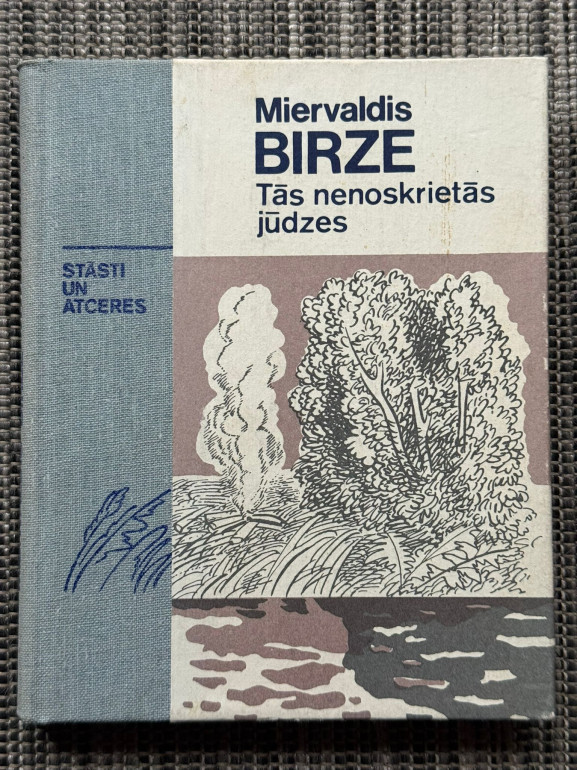 Miervaldis
BIRZE
Tās nenoskrietās
jūdzes
STĀSTI
UN
ATCERES